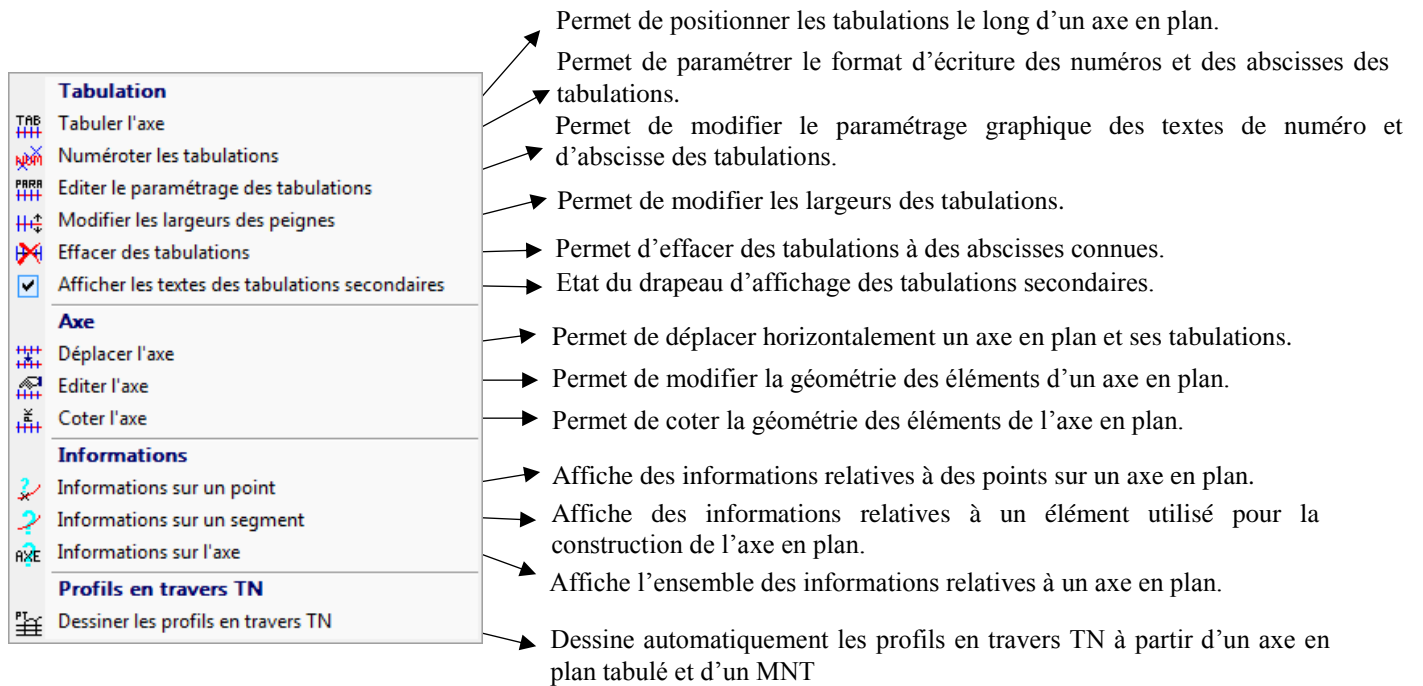 Permet de positionner les tabulations le long d’un axe en plan.
Permet de paramétrer le format d’écriture des numéros et des abscisses des
tabulations.
Permet de modifier le paramétrage graphique des textes de numéro et
d’abscisse des tabulations.
Permet de modifier les largeurs des tabulations.
Permet d’effacer des tabulations à des abscisses connues.
Etat du drapeau d’affichage des tabulations secondaires.
Permet de déplacer horizontalement un axe en plan et ses tabulations.
Permet de modifier la géométrie des éléments d’un axe en plan.
Permet de coter la géométrie des éléments de l’axe en plan.
Affiche des informations relatives à des points sur un axe en plan.
Affiche des informations relatives à un élément utilisé pour la
construction de l’axe en plan.
Affiche l’ensemble des informations relatives à un axe en plan.
Dessine automatiquement les profils en travers TN à partir d’un axe en
plan tabulé et d’un MNT
Tabulation
TAB Tabuler l'axe
NUM Numéroter les tabulations
PARA Editer le paramétrage des tabulations
Modifier les largeurs des peignes
Effacer des tabulations
Afficher les textes des tabulations secondaires
Axe
Déplacer l'axe
Editer l'axe
PK Coter l'axe
Informations
? Informations sur un point
? Informations sur un segment
AXE Informations sur l'axe
Profils en travers TN
PT Dessiner les profils en travers TN